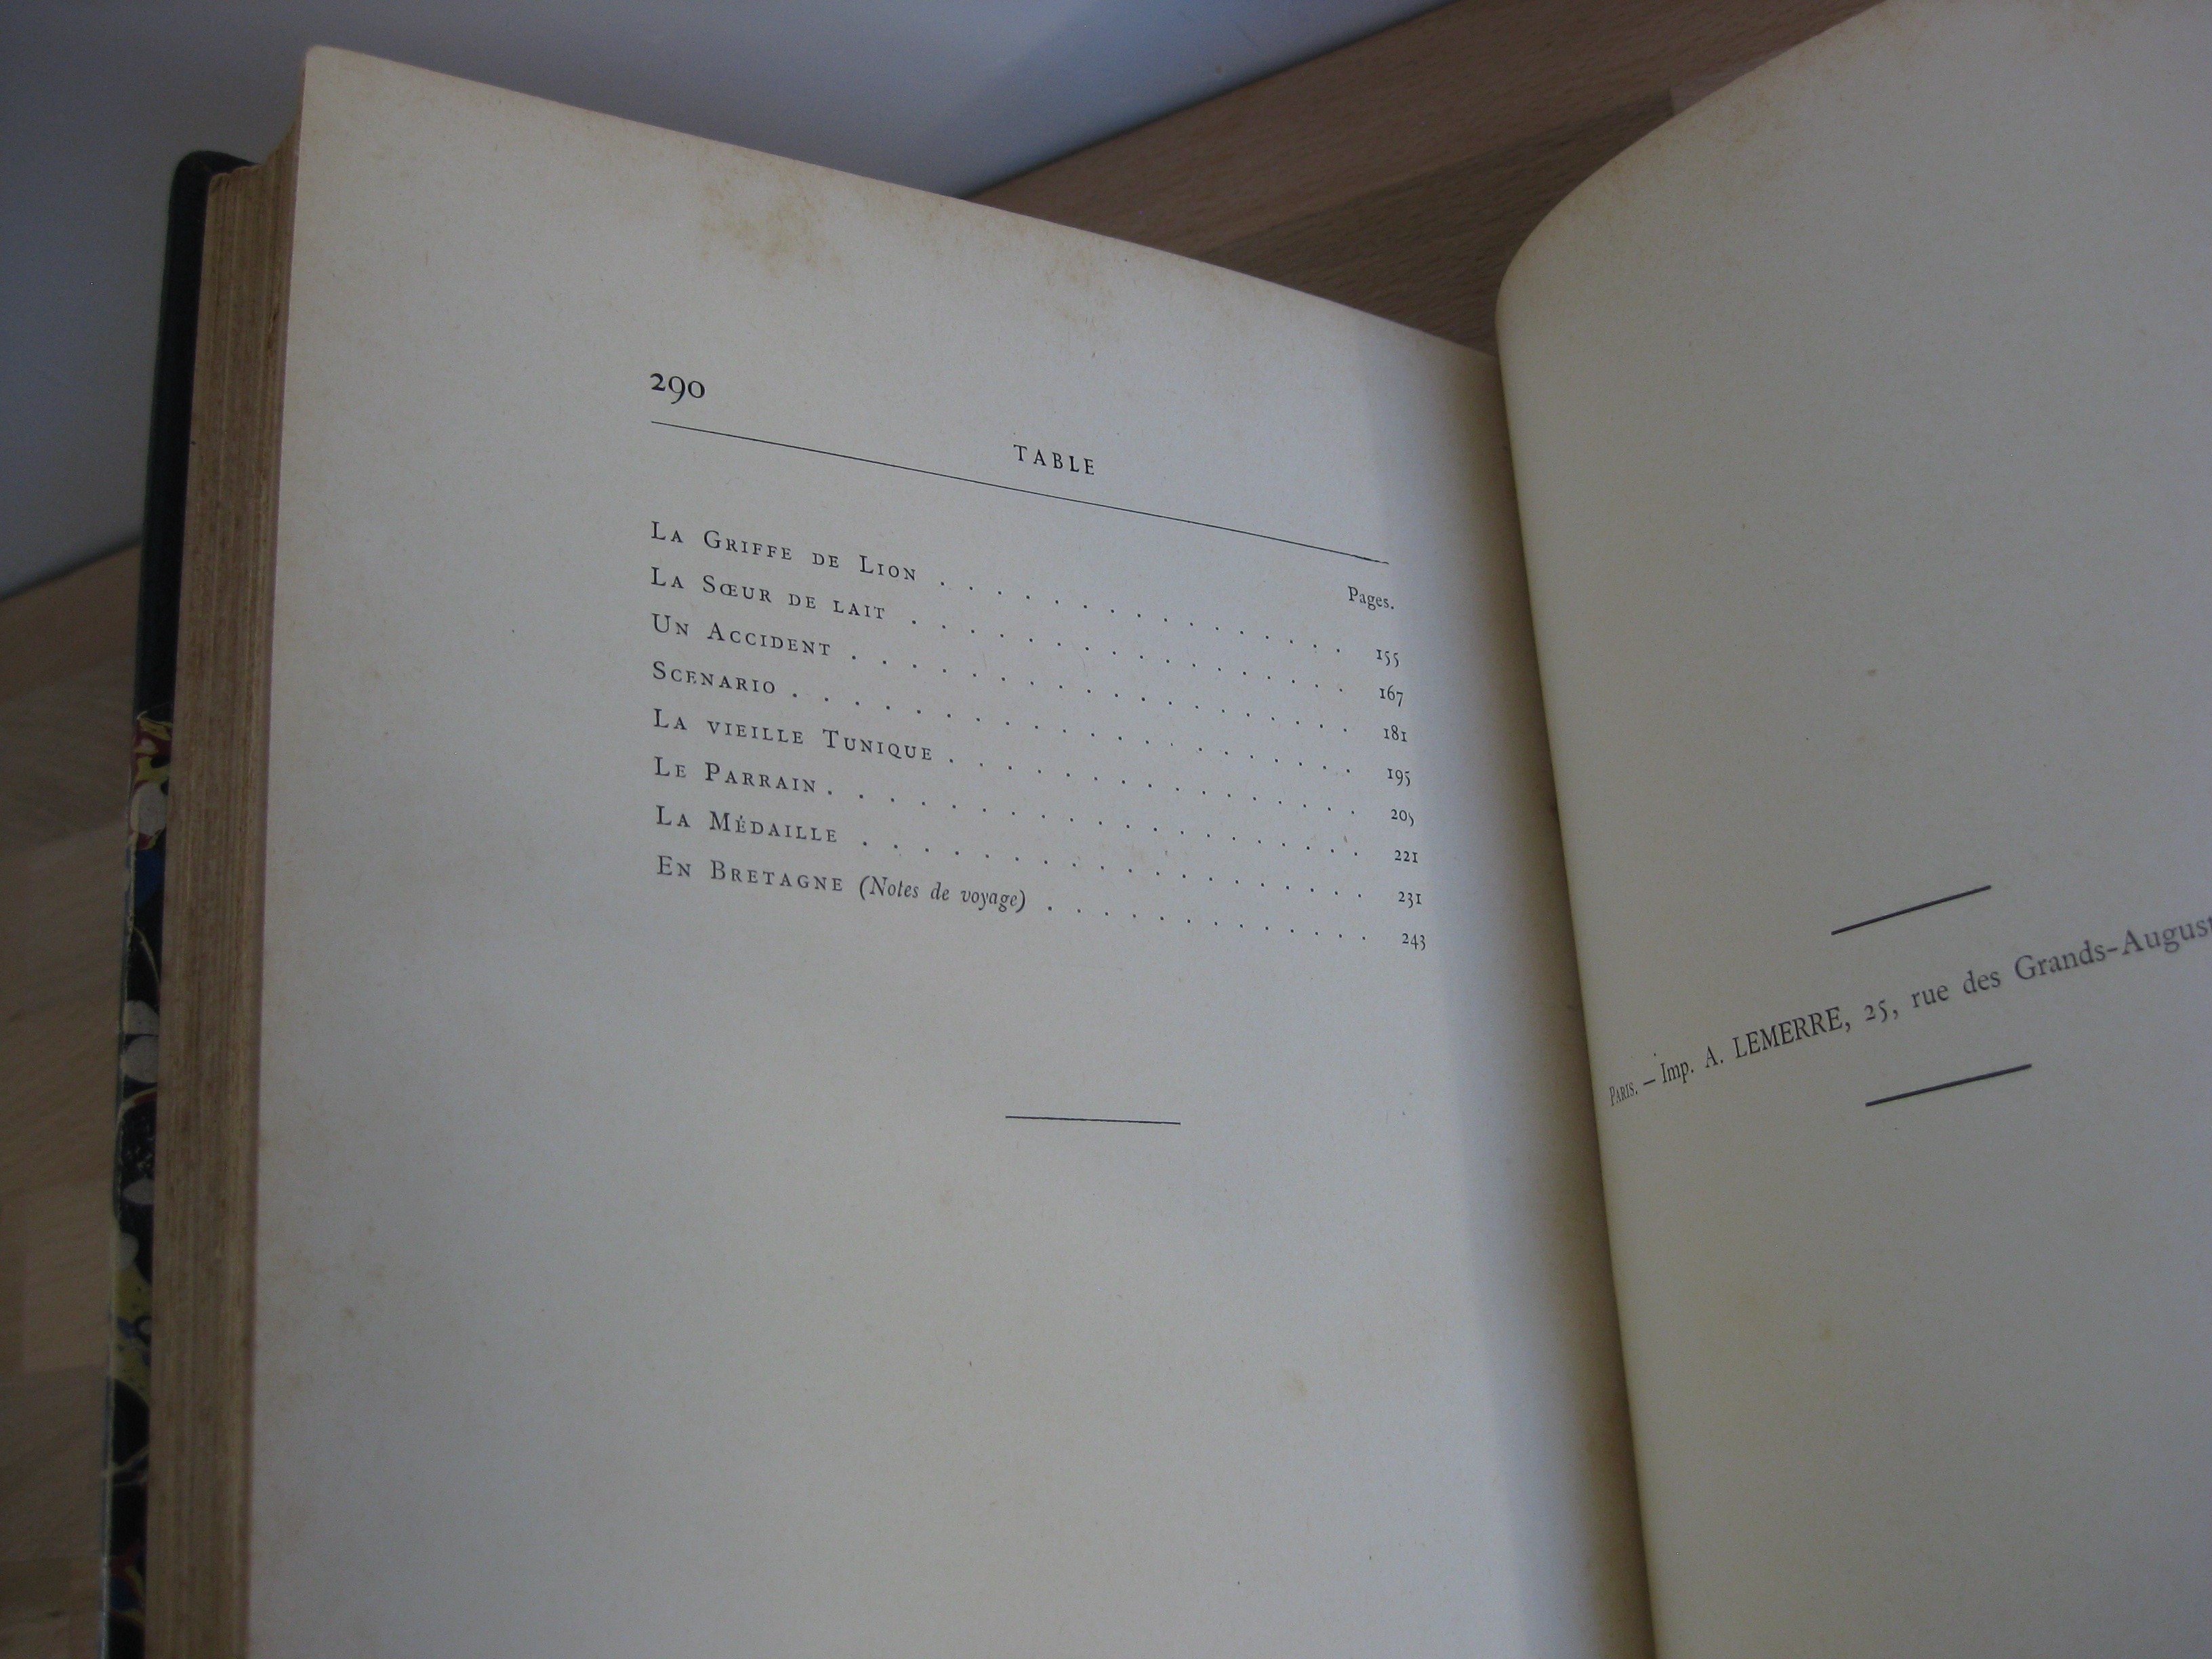 290
TABLE
Pages.
La Griffe de Lion . . . . . . . . . . . . . . . 155
La Sœur de lait . . . . . . . . . . . . . . . . 167
Un Accident . . . . . . . . . . . . . . . . . . 181
Scenario . . . . . . . . . . . . . . . . . . . . 195
La vieille Tunique . . . . . . . . . . . . . . . 205
Le Parrain . . . . . . . . . . . . . . . . . . . 221
La Médaille . . . . . . . . . . . . . . . . . . 231
En Bretagne (Notes de voyage) . . . . . . . . . . . . 243
Paris. — Imp. A. LEMERRE, 25, rue des Grands-August